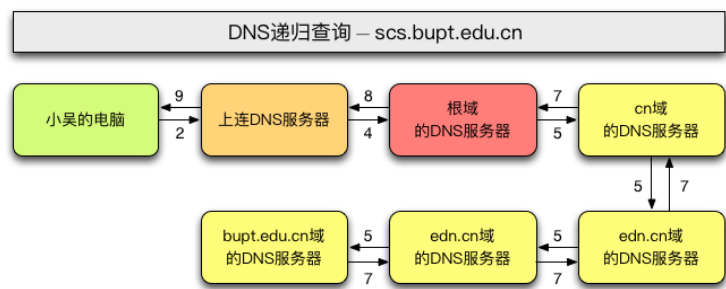 DNS递归查询 – scs.bupt.edu.cn
9
8
7
小吴的电脑
上连DNS服务器
根域
的DNS服务器
cn域
的DNS服务器
2
4
5
5
7
bupt.edu.cn域
的DNS服务器
5
7
edn.cn域
的DNS服务器
5
7
edn.cn域
的DNS服务器